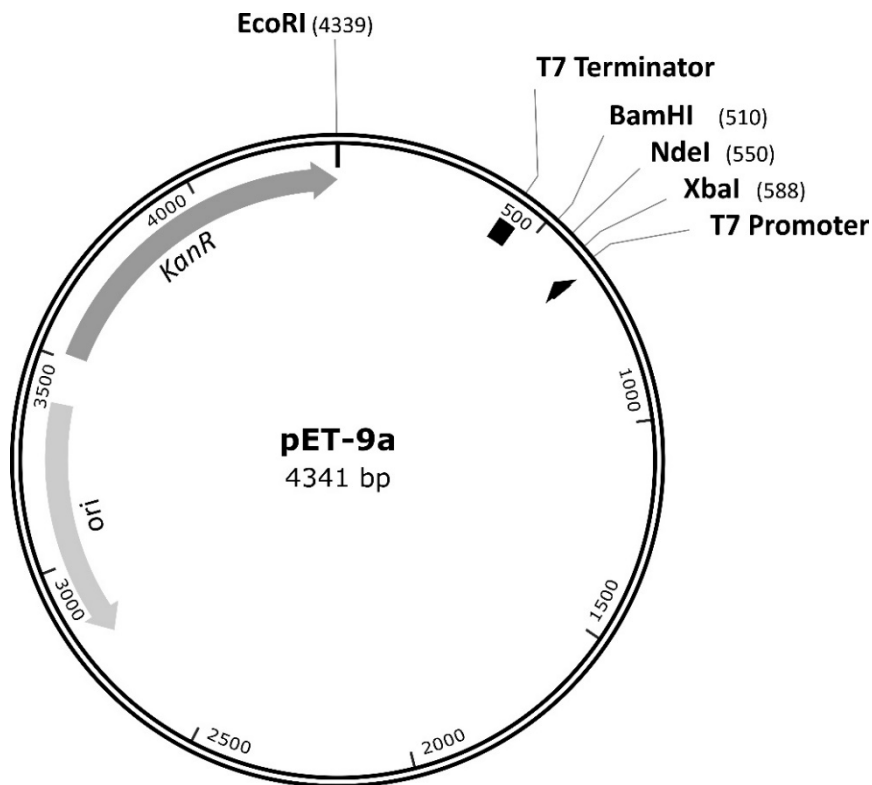 EcoRI (4339)
T7 Terminator
BamHI (510)
NdeI (550)
XbaI (588)
T7 Promoter
500
1000
1500
2000
2500
3000
3500
4000
KanR
ori
pET-9a
4341 bp